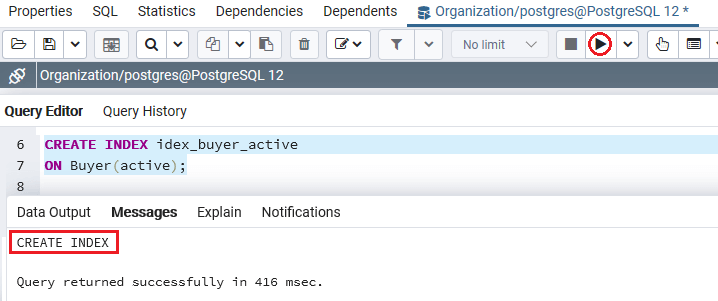 Properties SQL Statistics Dependencies Dependents Organization/postgres@PostgreSQL 12 *
No limit
Organization/postgres@PostgreSQL 12
Query Editor Query History
6 CREATE INDEX idex_buyer_active
7 ON Buyer(active);
8
Data Output Messages Explain Notifications
CREATE INDEX
Query returned successfully in 416 msec.